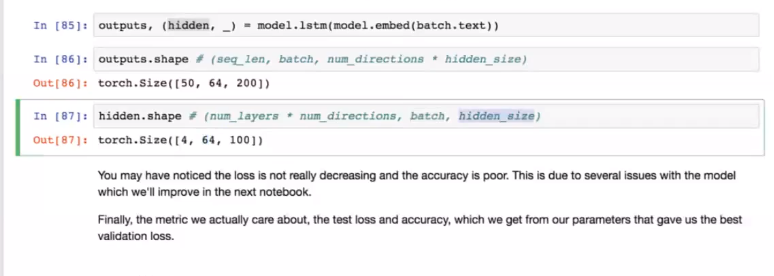 In [85]: outputs, (hidden, _) = model.lstm(model.embed(batch.text))
In [86]: outputs.shape # (seq_len, batch, num_directions * hidden_size)
Out[86]: torch.Size([50, 64, 200])
In [87]: hidden.shape # (num_layers * num_directions, batch, hidden_size)
Out[87]: torch.Size([4, 64, 100])
You may have noticed the loss is not really decreasing and the accuracy is poor. This is due to several issues with the model
which we'll improve in the next notebook.
Finally, the metric we actually care about, the test loss and accuracy, which we get from our parameters that gave us the best
validation loss.